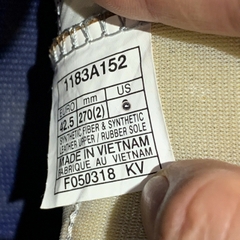 1183A152
EURO mm US
42.5 270(2)
SYNTHETIC FIBER & SYNTHETIC
LEATHER UPPER / RUBBER SOLE
MADE IN VIETNAM
FABRIQUE AU VIETNAM
F050318 KV